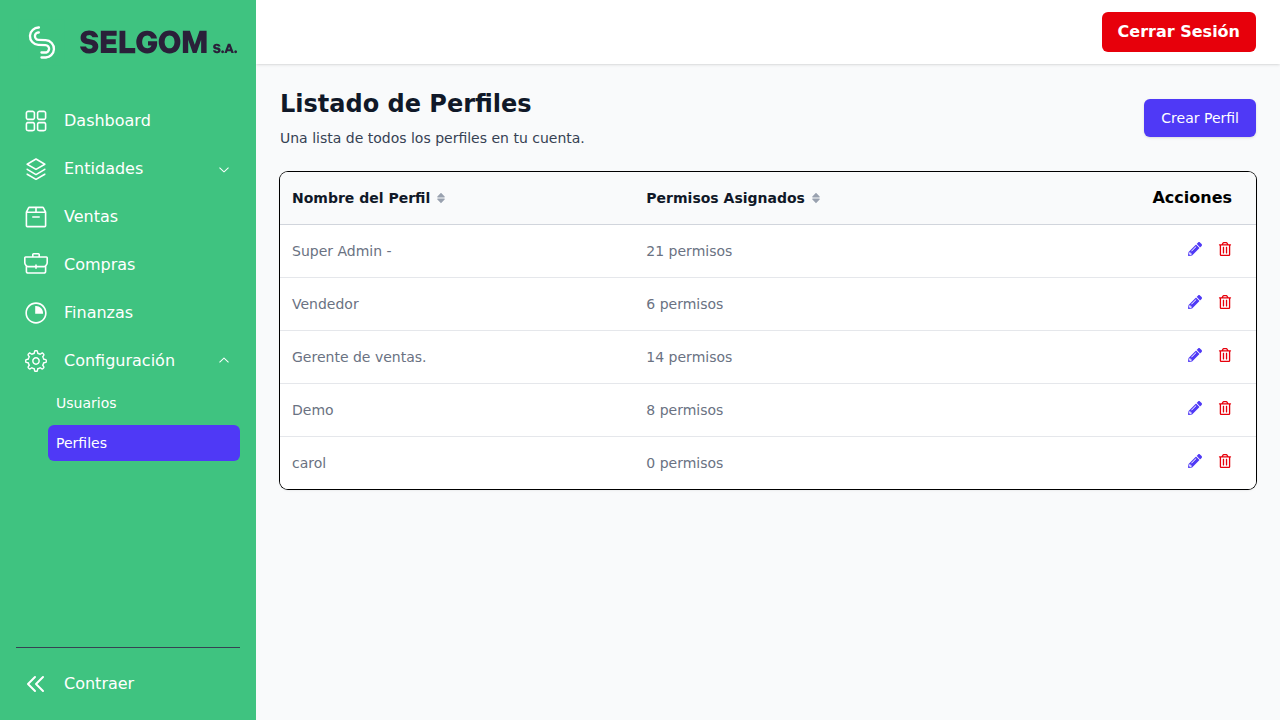 SELGOM S.A.
Cerrar Sesión
Dashboard
Entidades
Ventas
Compras
Finanzas
Configuración
Usuarios
Perfiles
Contraer
Listado de Perfiles
Una lista de todos los perfiles en tu cuenta.
Crear Perfil
Nombre del Perfil Permisos Asignados Acciones
Super Admin - 21 permisos
Vendedor 6 permisos
Gerente de ventas. 14 permisos
Demo 8 permisos
carol 0 permisos